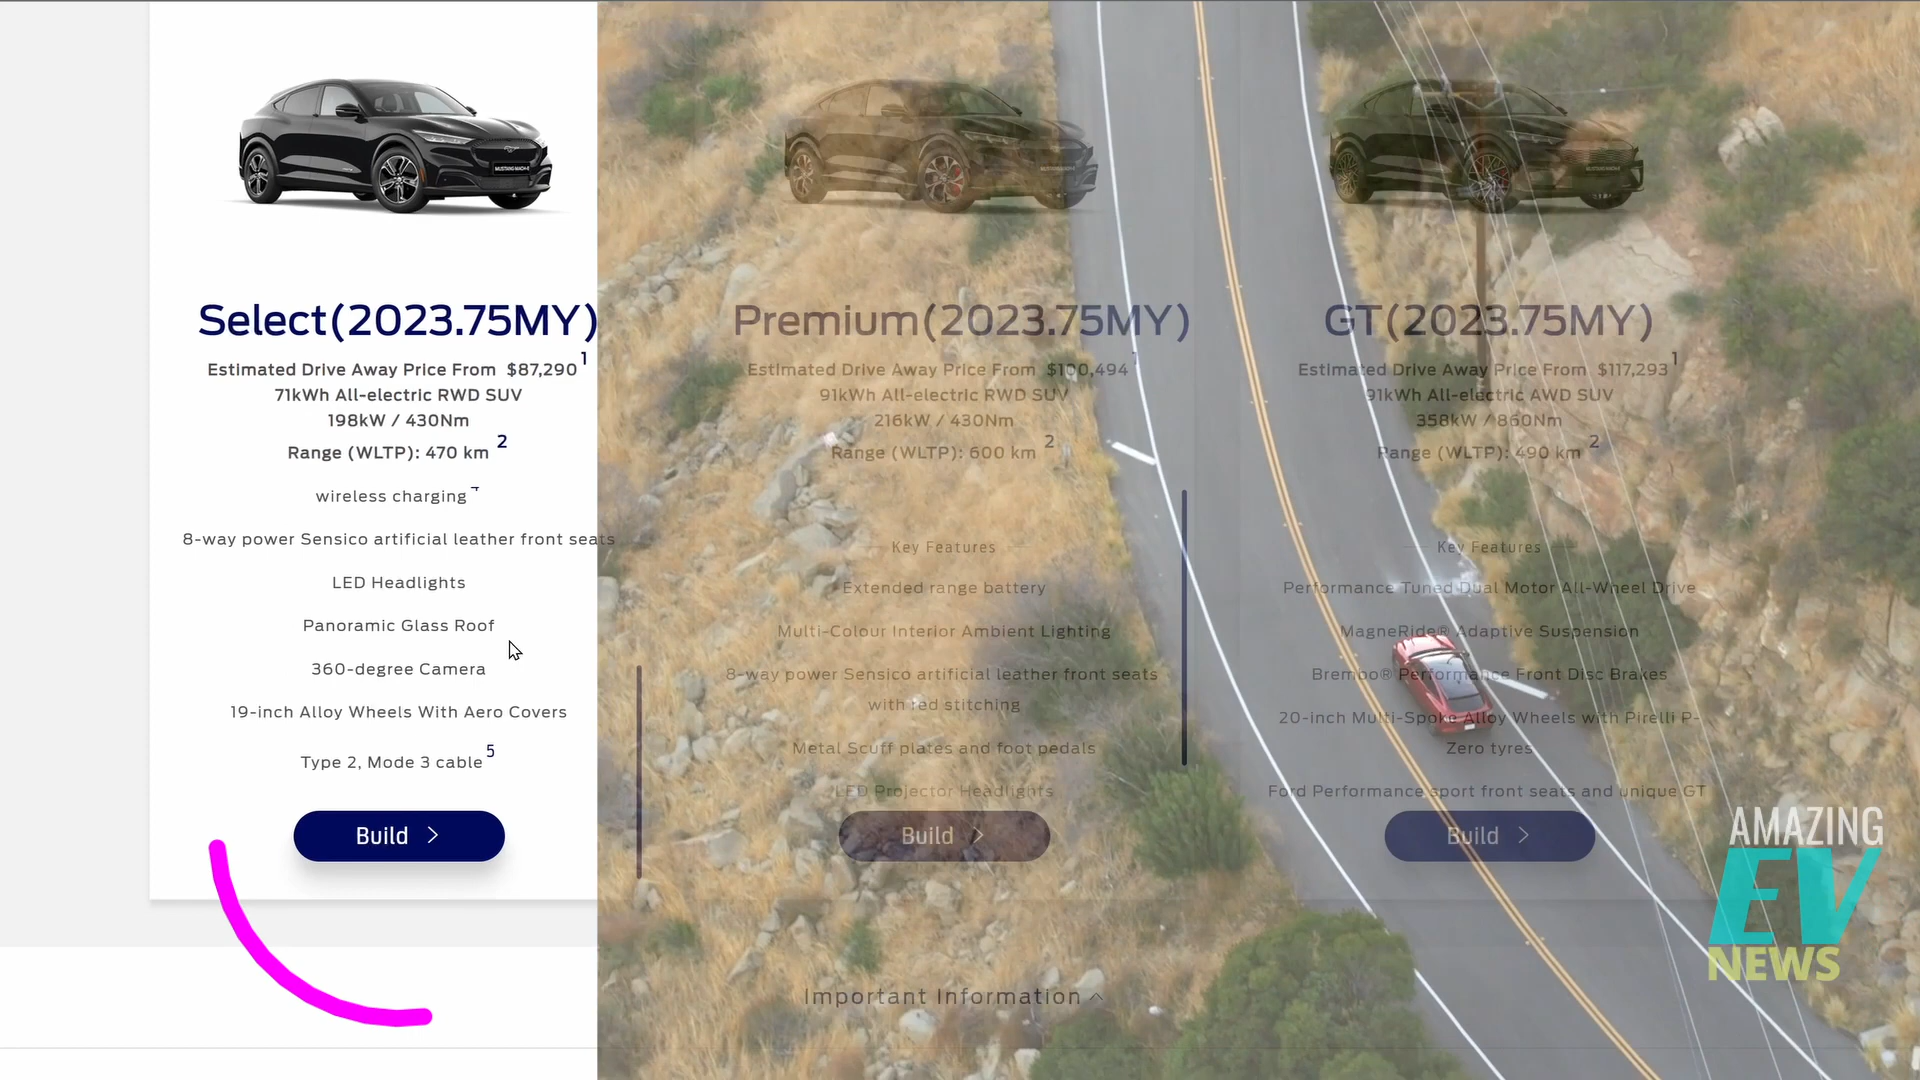 MUSTANG MACH-E
Select(2023.75MY)
Estimated Drive Away Price From $87,290 1
71kWh All-electric RWD SUV
198kW / 430Nm
Range (WLTP): 470 km 2
wireless charging
8-way power Sensico artificial leather front seats
LED Headlights
Panoramic Glass Roof
360-degree Camera
19-inch Alloy Wheels With Aero Covers
Type 2, Mode 3 cable 5
Build >
Premium(2023.75MY)
Estimated Drive Away Price From $100,494 1
91kWh All-electric RWD SUV
216kW / 430Nm
Range (WLTP): 600 km 2
Key Features
Extended range battery
Multi-Colour Interior Ambient Lighting
8-way power Sensico artificial leather front seats
with red stitching
Metal Scuff plates and foot pedals
LED Projector Headlights
Build >
GT(2023.75MY)
Estimated Drive Away Price From $117,293 1
91kWh All-electric AWD SUV
358kW / 860Nm
Range (WLTP): 490 km 2
Key Features
Performance Tuned Dual Motor All-Wheel Drive
MagneRide® Adaptive Suspension
Brembo® Performance Front Disc Brakes
20-inch Multi-Spoke Alloy Wheels with Pirelli P-
Zero tyres
Ford Performance sport front seats and unique GT
Build >
Important Information
AMAZING
EV
NEWS